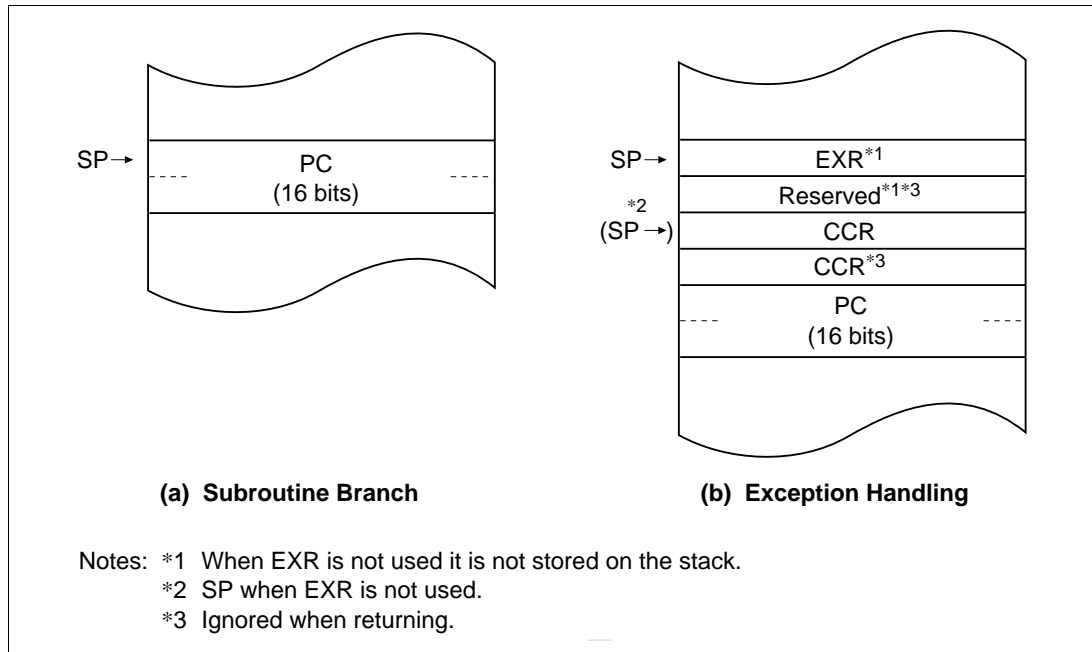 SP→
PC
(16 bits)
(a) Subroutine Branch
SP →
*2
(SP →)
EXR*1
Reserved*1*3
CCR
CCR*3
PC
(16 bits)
(b) Exception Handling
Notes: *1 When EXR is not used it is not stored on the stack.
*2 SP when EXR is not used.
*3 Ignored when returning.